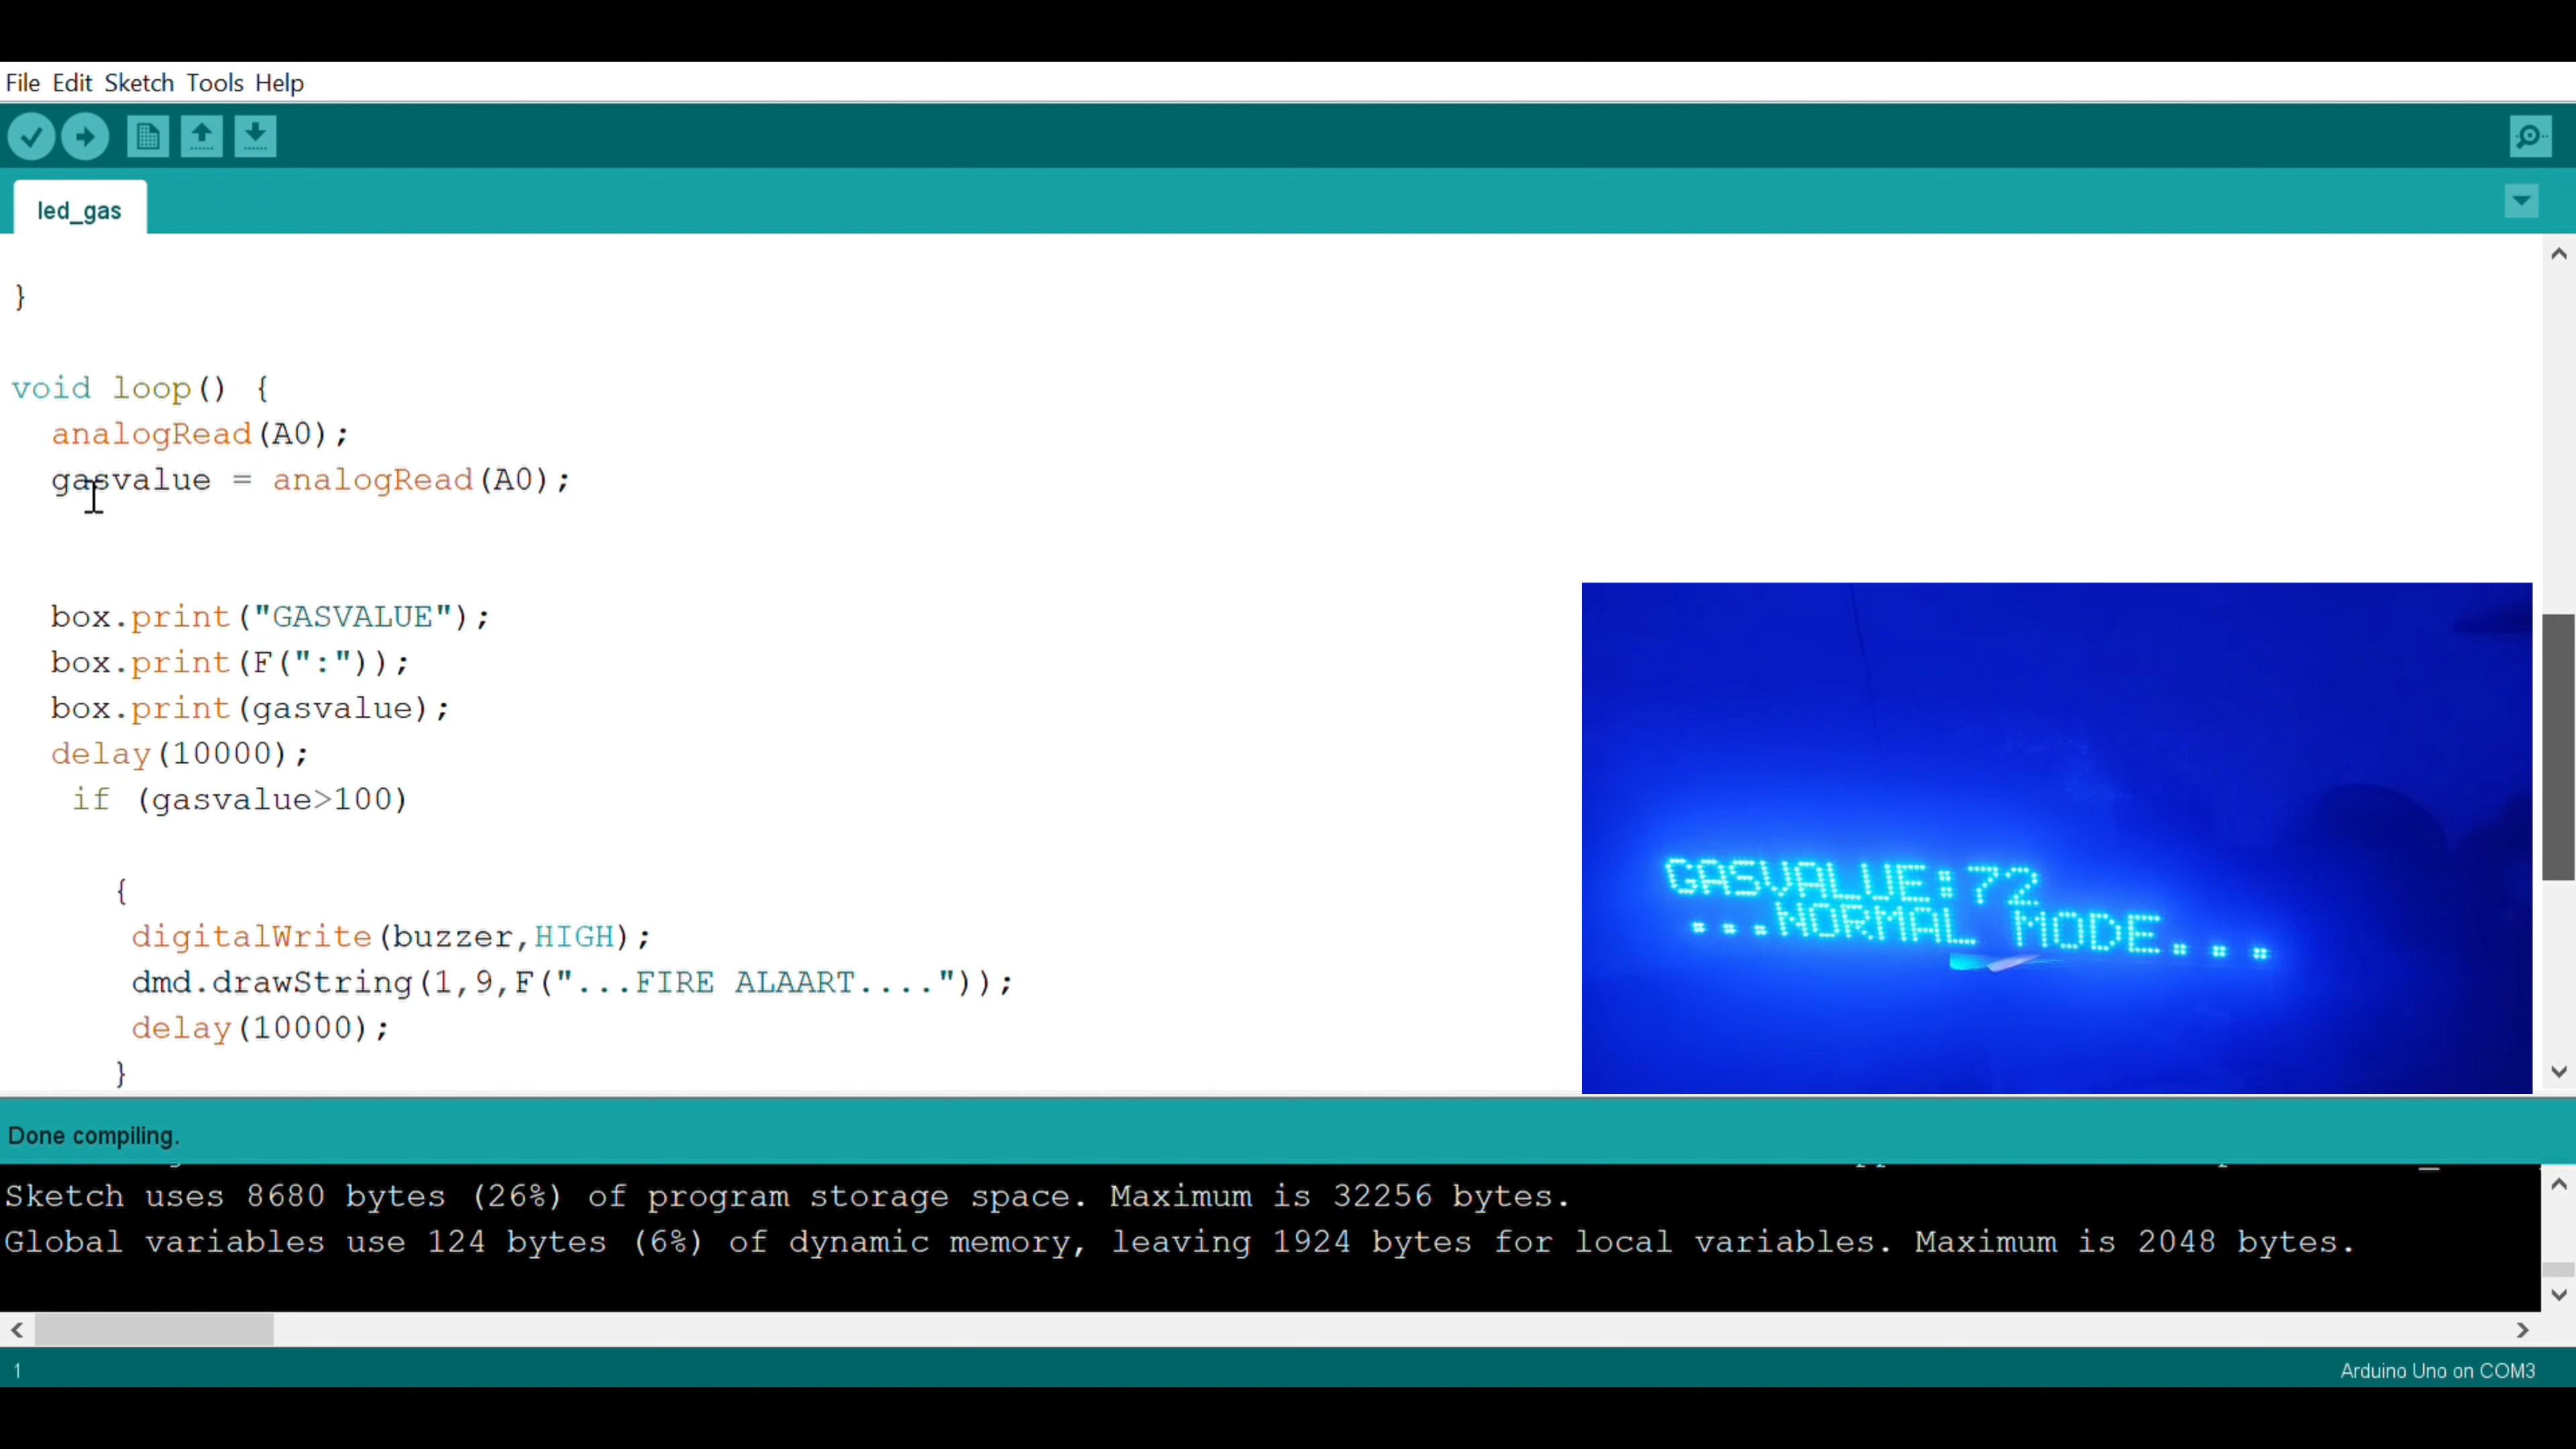 File Edit Sketch Tools Help
led_gas
}
void loop() {
analogRead(A0);
gasvalue = analogRead(A0);
box.print("GASVALUE");
box.print(F(":"));
box.print(gasvalue);
delay(10000);
if (gasvalue>100)
{
digitalWrite(buzzer,HIGH);
dmd.drawString(1,9,F("...FIRE ALAART...."));
delay(10000);
}
GASVALUE:72
...NORMAL MODE...
Done compiling.
Sketch uses 8680 bytes (26%) of program storage space. Maximum is 32256 bytes.
Global variables use 124 bytes (6%) of dynamic memory, leaving 1924 bytes for local variables. Maximum is 2048 bytes.
1
Arduino Uno on COM3